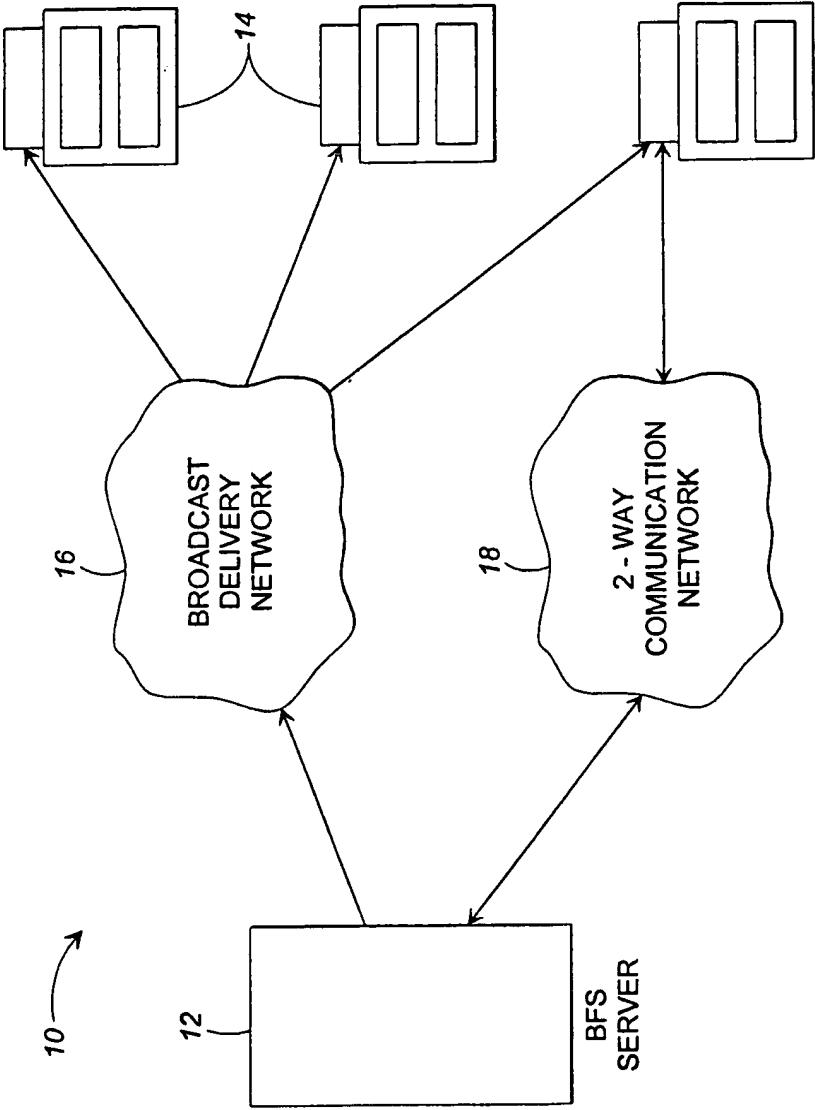 10
12
BFS
SERVER
16
BROADCAST
DELIVERY
NETWORK
18
2 - WAY
COMMUNICATION
NETWORK
14